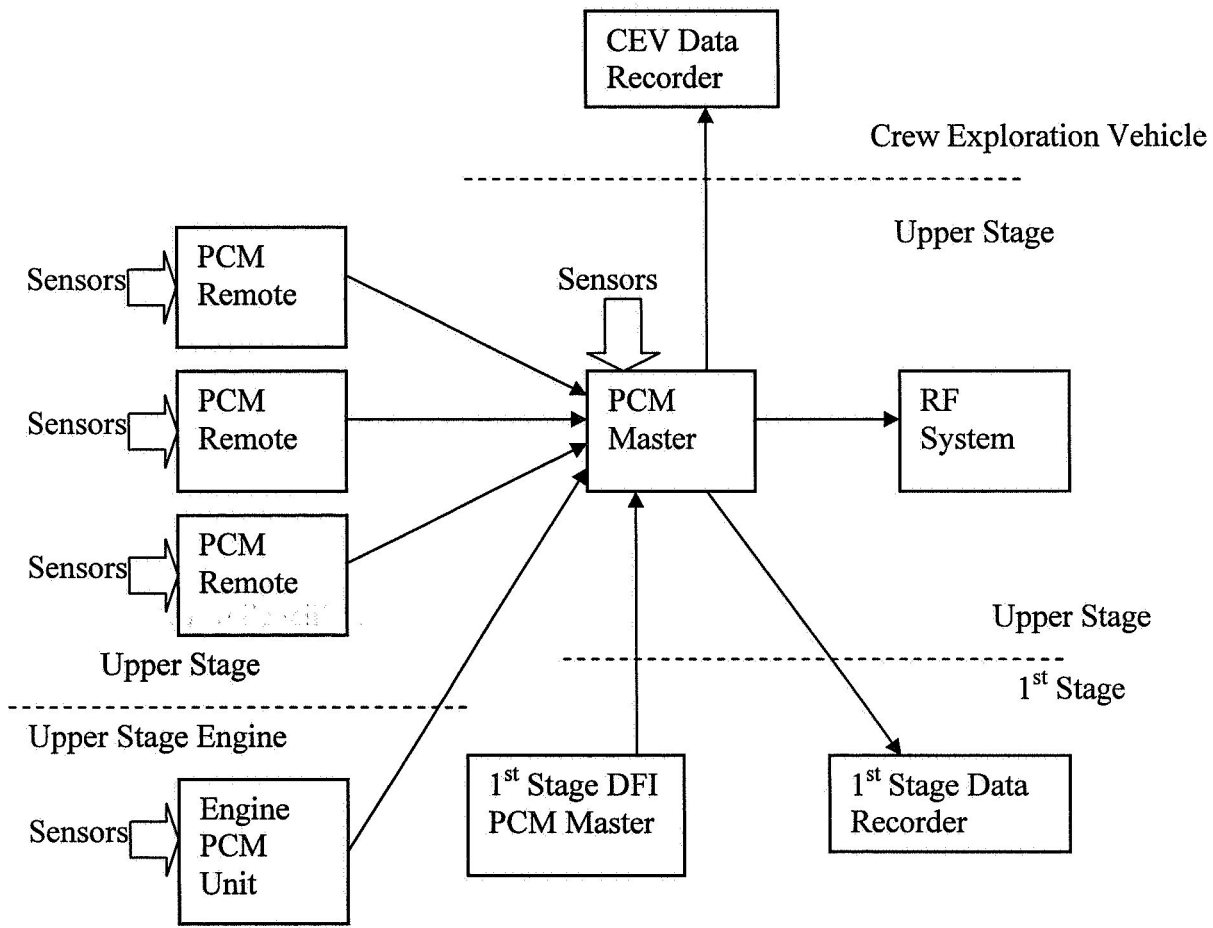 CEV Data
Recorder
Crew Exploration Vehicle
Upper Stage
Sensors
PCM
Remote
Sensors
PCM
Remote
Sensors
PCM
Remote
Sensors
PCM
Master
RF
System
Upper Stage
Upper Stage
1st Stage
Upper Stage Engine
Sensors
Engine
PCM
Unit
1st Stage DFI
PCM Master
1st Stage Data
Recorder